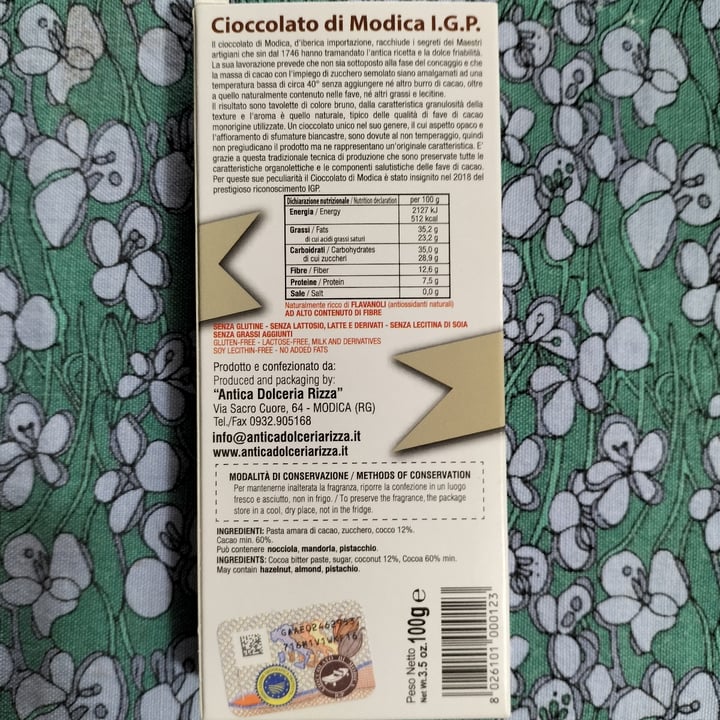 Cioccolato di Modica I.G.P.
Il cioccolato di Modica, d'iberica importazione, racchiude i segreti dei Maestri
artigiani che sin dal 1746 hanno tramandato l'antica ricetta e la dolce friabilità.
La sua lavorazione prevede che non sia sottoposto alla fase del concaggio e che
la massa di cacao con l'impiego di zucchero semolato siano amalgamati ad una
temperatura bassa di circa 40° senza aggiungere né altro burro di cacao, oltre
a quello naturalmente contenuto nelle fave, né altri grassi e lecitine.
Il risultato sono tavolette di colore bruno, dalla caratteristica granulosità della
texture e l'aroma è quello naturale, tipico delle qualità di fave di cacao
monorigine utilizzate. Un cioccolato unico nel suo genere, il cui aspetto opaco e
l'affioramento di sfumature biancastre, sono dovute al non temperaggio, quindi
non pregiudicano il prodotto ma ne rappresentano un'originale caratteristica. E'
grazie a questa tradizionale tecnica di produzione che sono preservate tutte le
caratteristiche organolettiche e le componenti salutistiche delle fave di cacao.
Per queste sue peculiarità il Cioccolato di Modica è stato insignito nel 2018 del
prestigioso riconoscimento IGP.
Dichiarazione nutrizionale / Nutrition declaration per 100 g
Energia / Energy 2127 kJ
512 kcal
Grassi / Fats 35,2 g
di cui acidi grassi saturi 23,2 g
Carboidrati / Carbohydrates 35,0 g
di cui zuccheri 28,9 g
Fibre / Fiber 12,6 g
Proteine / Protein 7,5 g
Sale / Salt 0,0 g
Naturalmente ricco di FLAVANOLI (antiossidanti naturali)
AD ALTO CONTENUTO DI FIBRE
SENZA GLUTINE - SENZA LATTOSIO, LATTE E DERIVATI - SENZA LECITINA DI SOIA
SENZA GRASSI AGGIUNTI
GLUTEN-FREE - LACTOSE-FREE, MILK AND DERIVATIVES
SOY LECITHIN-FREE - NO ADDED FATS
Prodotto e confezionato da:
Produced and packaging by:
“Antica Dolceria Rizza”
Via Sacro Cuore, 64 - MODICA (RG)
Tel./Fax 0932.905168
info@anticadolceriarizza.it
www.anticadolceriarizza.it
MODALITÀ DI CONSERVAZIONE / METHODS OF CONSERVATION
Per mantenerne inalterata la fragranza, riporre la confezione in un luogo
fresco e asciutto, non in frigo. / To preserve the fragrance, the package
store in a cool, dry place, not in the fridge.
INGREDIENTI: Pasta amara di cacao, zucchero, cocco 12%.
Cacao min. 60%.
Può contenere nocciola, mandorla, pistacchio.
INGREDIENTS: Cocoa bitter paste, sugar, coconut 12%, Cocoa 60% min.
May contain hazelnut, almond, pistachio.
Peso Netto 100g e
Net Wt. 3.5 oz.
8 026101 000123